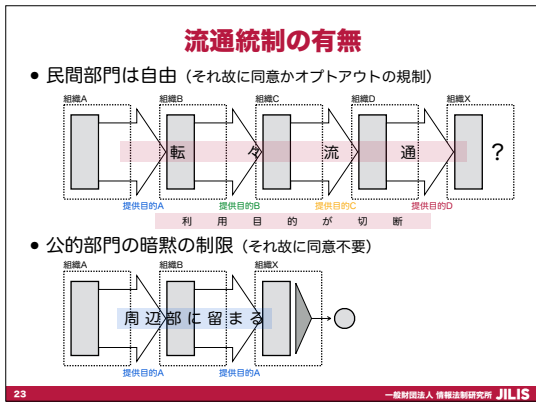 流通統制の有無
• 民間部門は自由（それ故に同意かオプトアウトの規制）
組織A 組織B 組織C 組織D 組織X
転々流通 ?
提供目的A 提供目的B 提供目的C 提供目的D
利用目的が切断
• 公的部門の暗黙の制限（それ故に同意不要）
組織A 組織B 組織X
周辺部に留まる
提供目的A 提供目的A
23 一般財団法人 情報法制研究所 JILIS